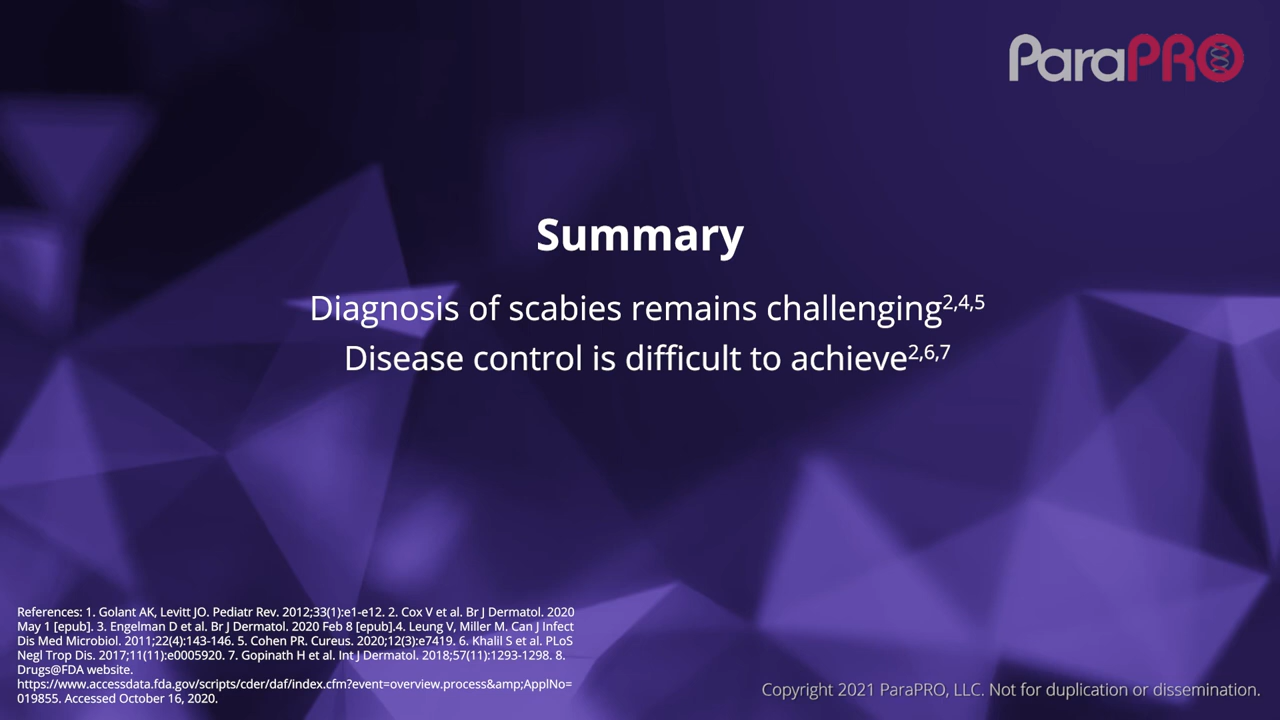 ParaPRO
Summary
Diagnosis of scabies remains challenging2,4,5
Disease control is difficult to achieve2,6,7
References: 1. Golant AK, Levitt JO. Pediatr Rev. 2012;33(1):e1-e12. 2. Cox V et al. Br J Dermatol. 2020
May 1 [epub]. 3. Engelman D et al. Br J Dermatol. 2020 Feb 8 [epub].4. Leung V, Miller M. Can J Infect
Dis Med Microbiol. 2011;22(4):143-146. 5. Cohen PR. Cureus. 2020;12(3):e7419. 6. Khalil S et al. PLoS
Negl Trop Dis. 2017;11(11):e0005920. 7. Gopinath H et al. Int J Dermatol. 2018;57(11):1293-1298. 8.
Drugs@FDA website.
https://www.accessdata.fda.gov/scripts/cder/daf/index.cfm?event=overview.process&amp;ApplNo=
019855. Accessed October 16, 2020.
Copyright 2021 ParaPRO, LLC. Not for duplication or dissemination.